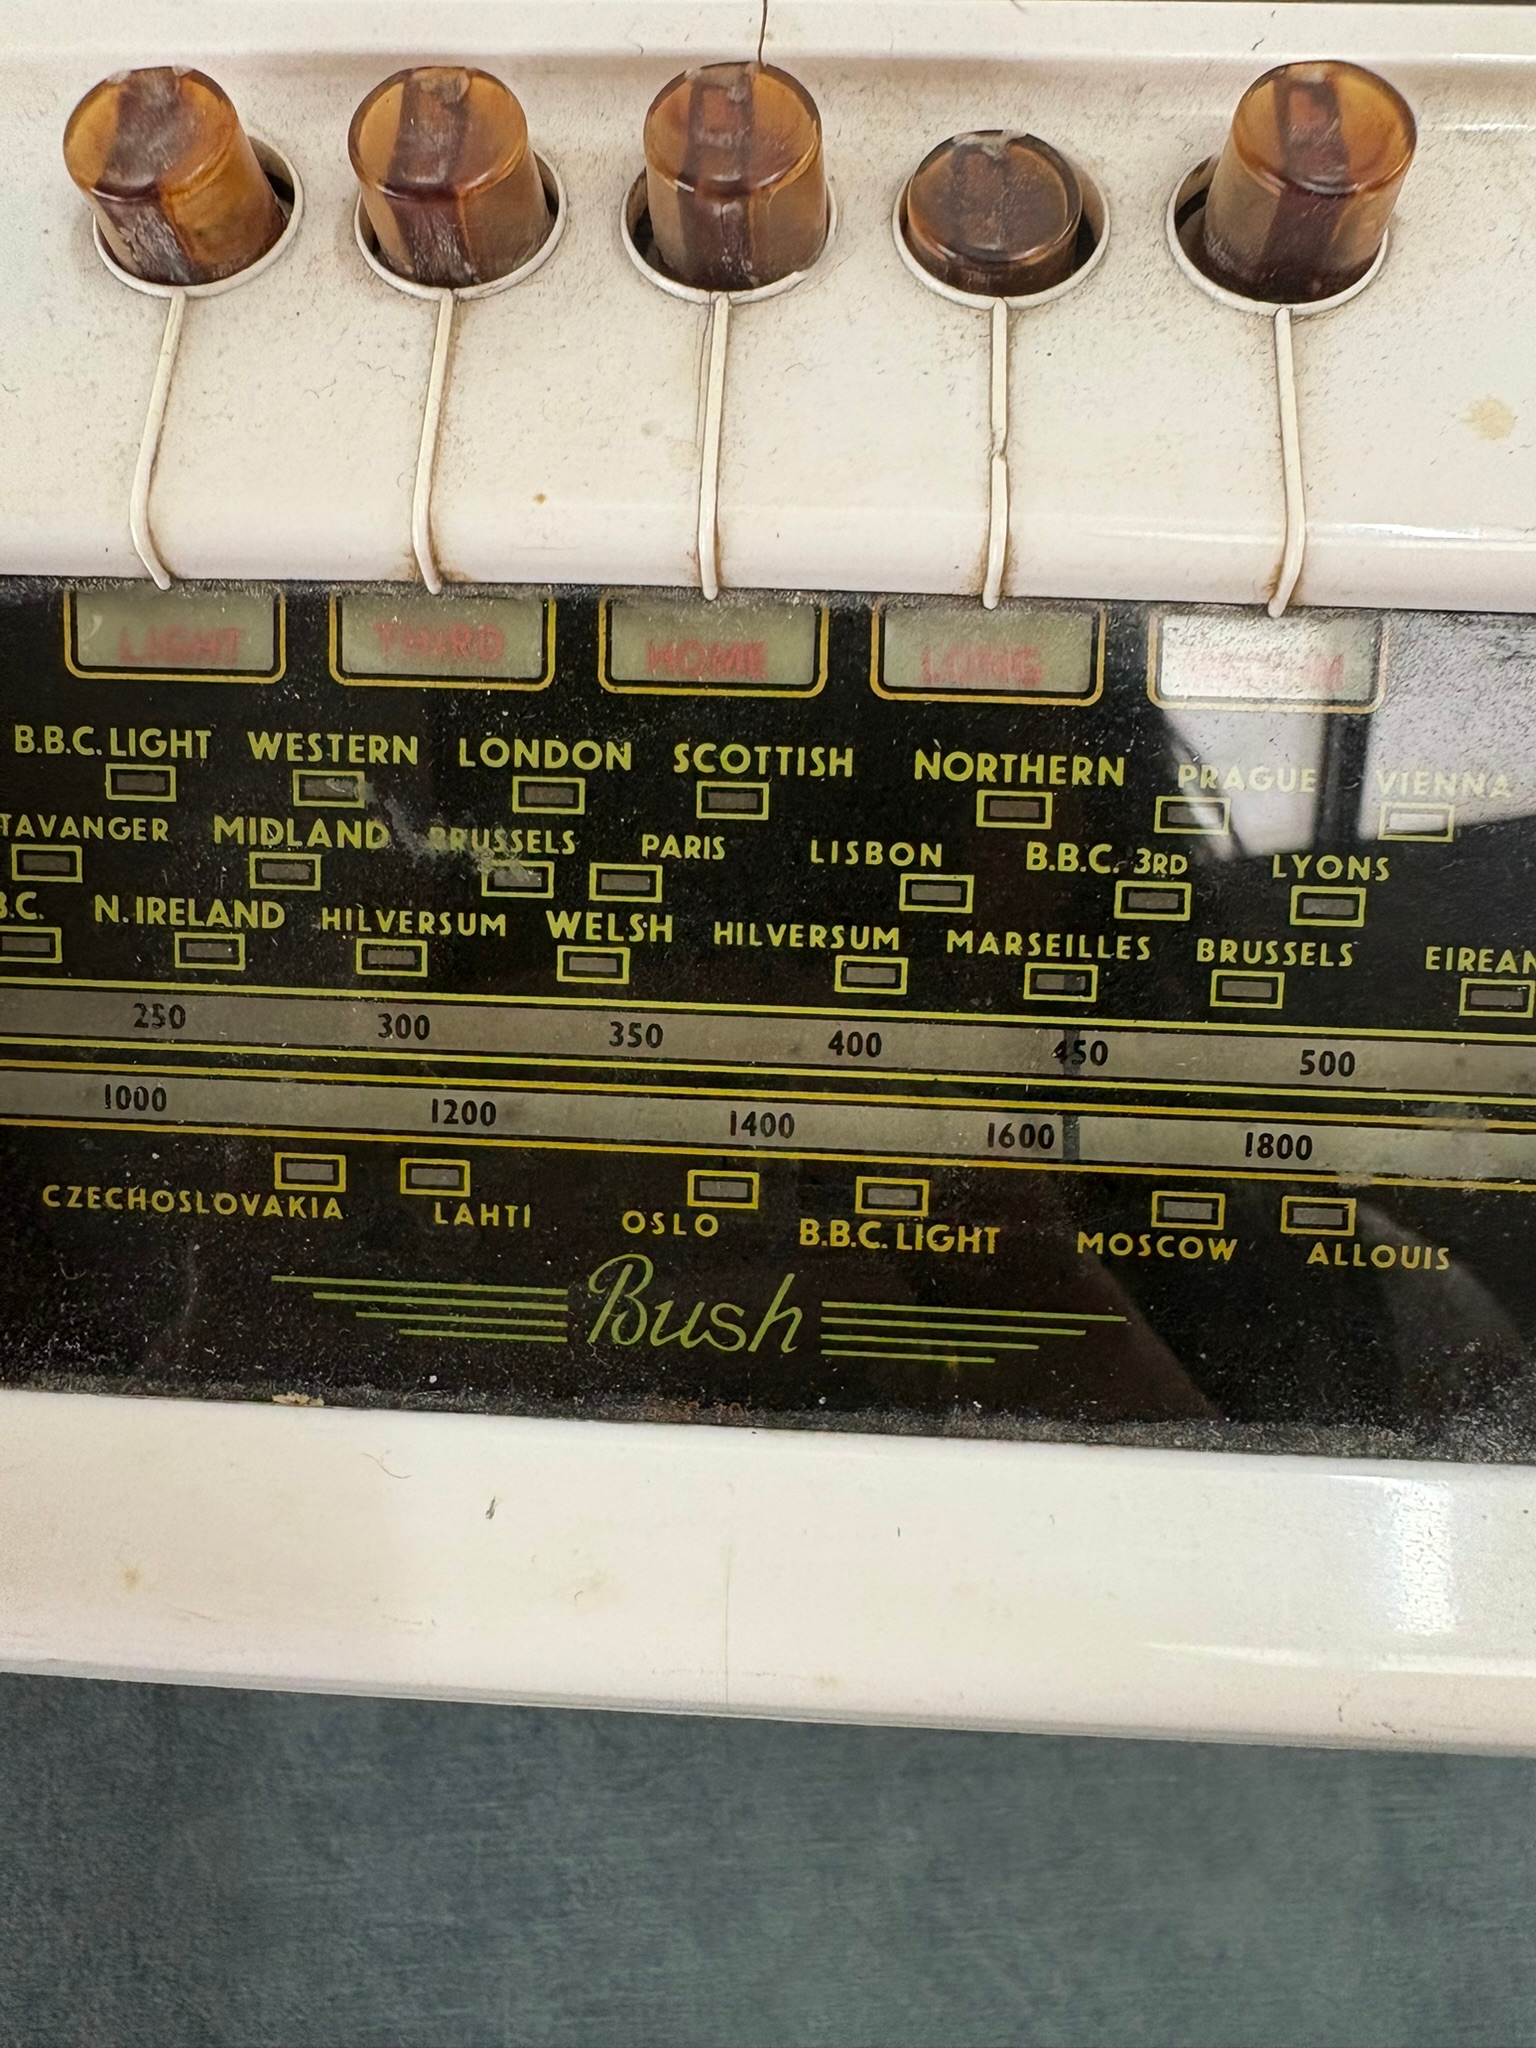 LIGHT THIRD HOME LONG
B.B.C. LIGHT WESTERN LONDON SCOTTISH NORTHERN PRAGUE VIENNA
TAVANGER MIDLAND BRUSSELS PARIS LISBON B.B.C. 3RD LYONS
B.C. N. IRELAND HILVERSUM WELSH HILVERSUM MARSEILLES BRUSSELS EIREAN
250 300 350 400 450 500
1000 1200 1400 1600 1800
CZECHOSLOVAKIA LAHTI OSLO B.B.C. LIGHT MOSCOW ALLOUIS
Bush